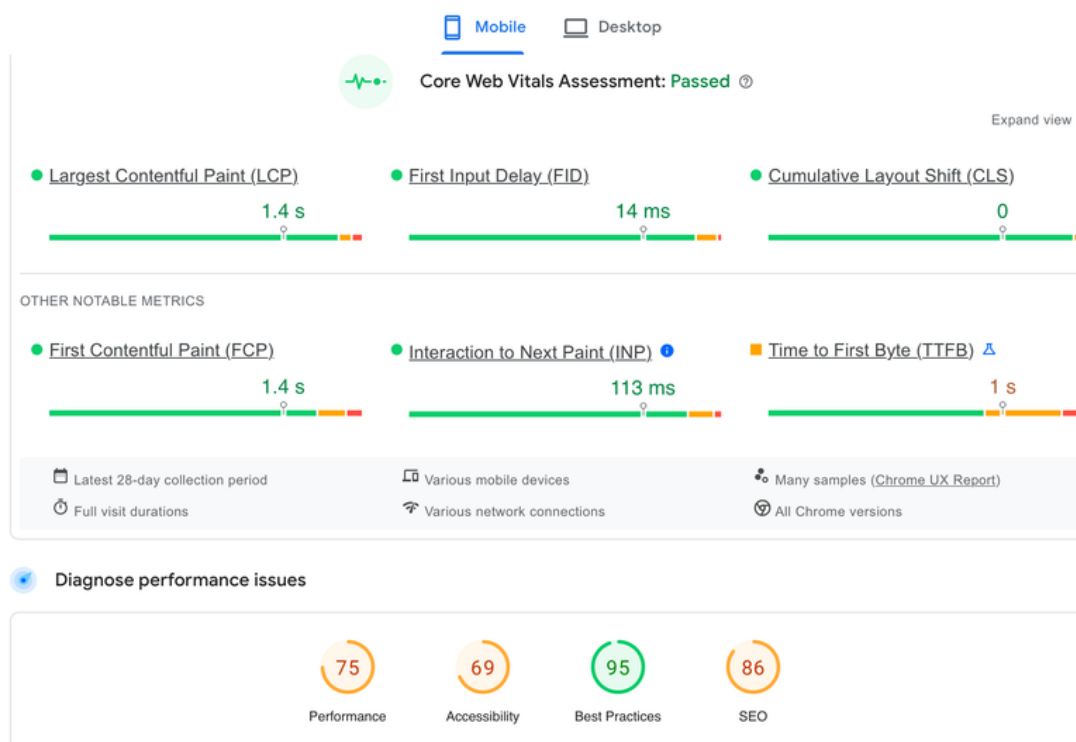 Mobile Desktop
Core Web Vitals Assessment: Passed
Expand view
Largest Contentful Paint (LCP) First Input Delay (FID) Cumulative Layout Shift (CLS)
1.4 s 14 ms 0
OTHER NOTABLE METRICS
First Contentful Paint (FCP) Interaction to Next Paint (INP) Time to First Byte (TTFB)
1.4 s 113 ms 1 s
Latest 28-day collection period Various mobile devices Many samples (Chrome UX Report)
Full visit durations Various network connections All Chrome versions
Diagnose performance issues
75 69 95 86
Performance Accessibility Best Practices SEO